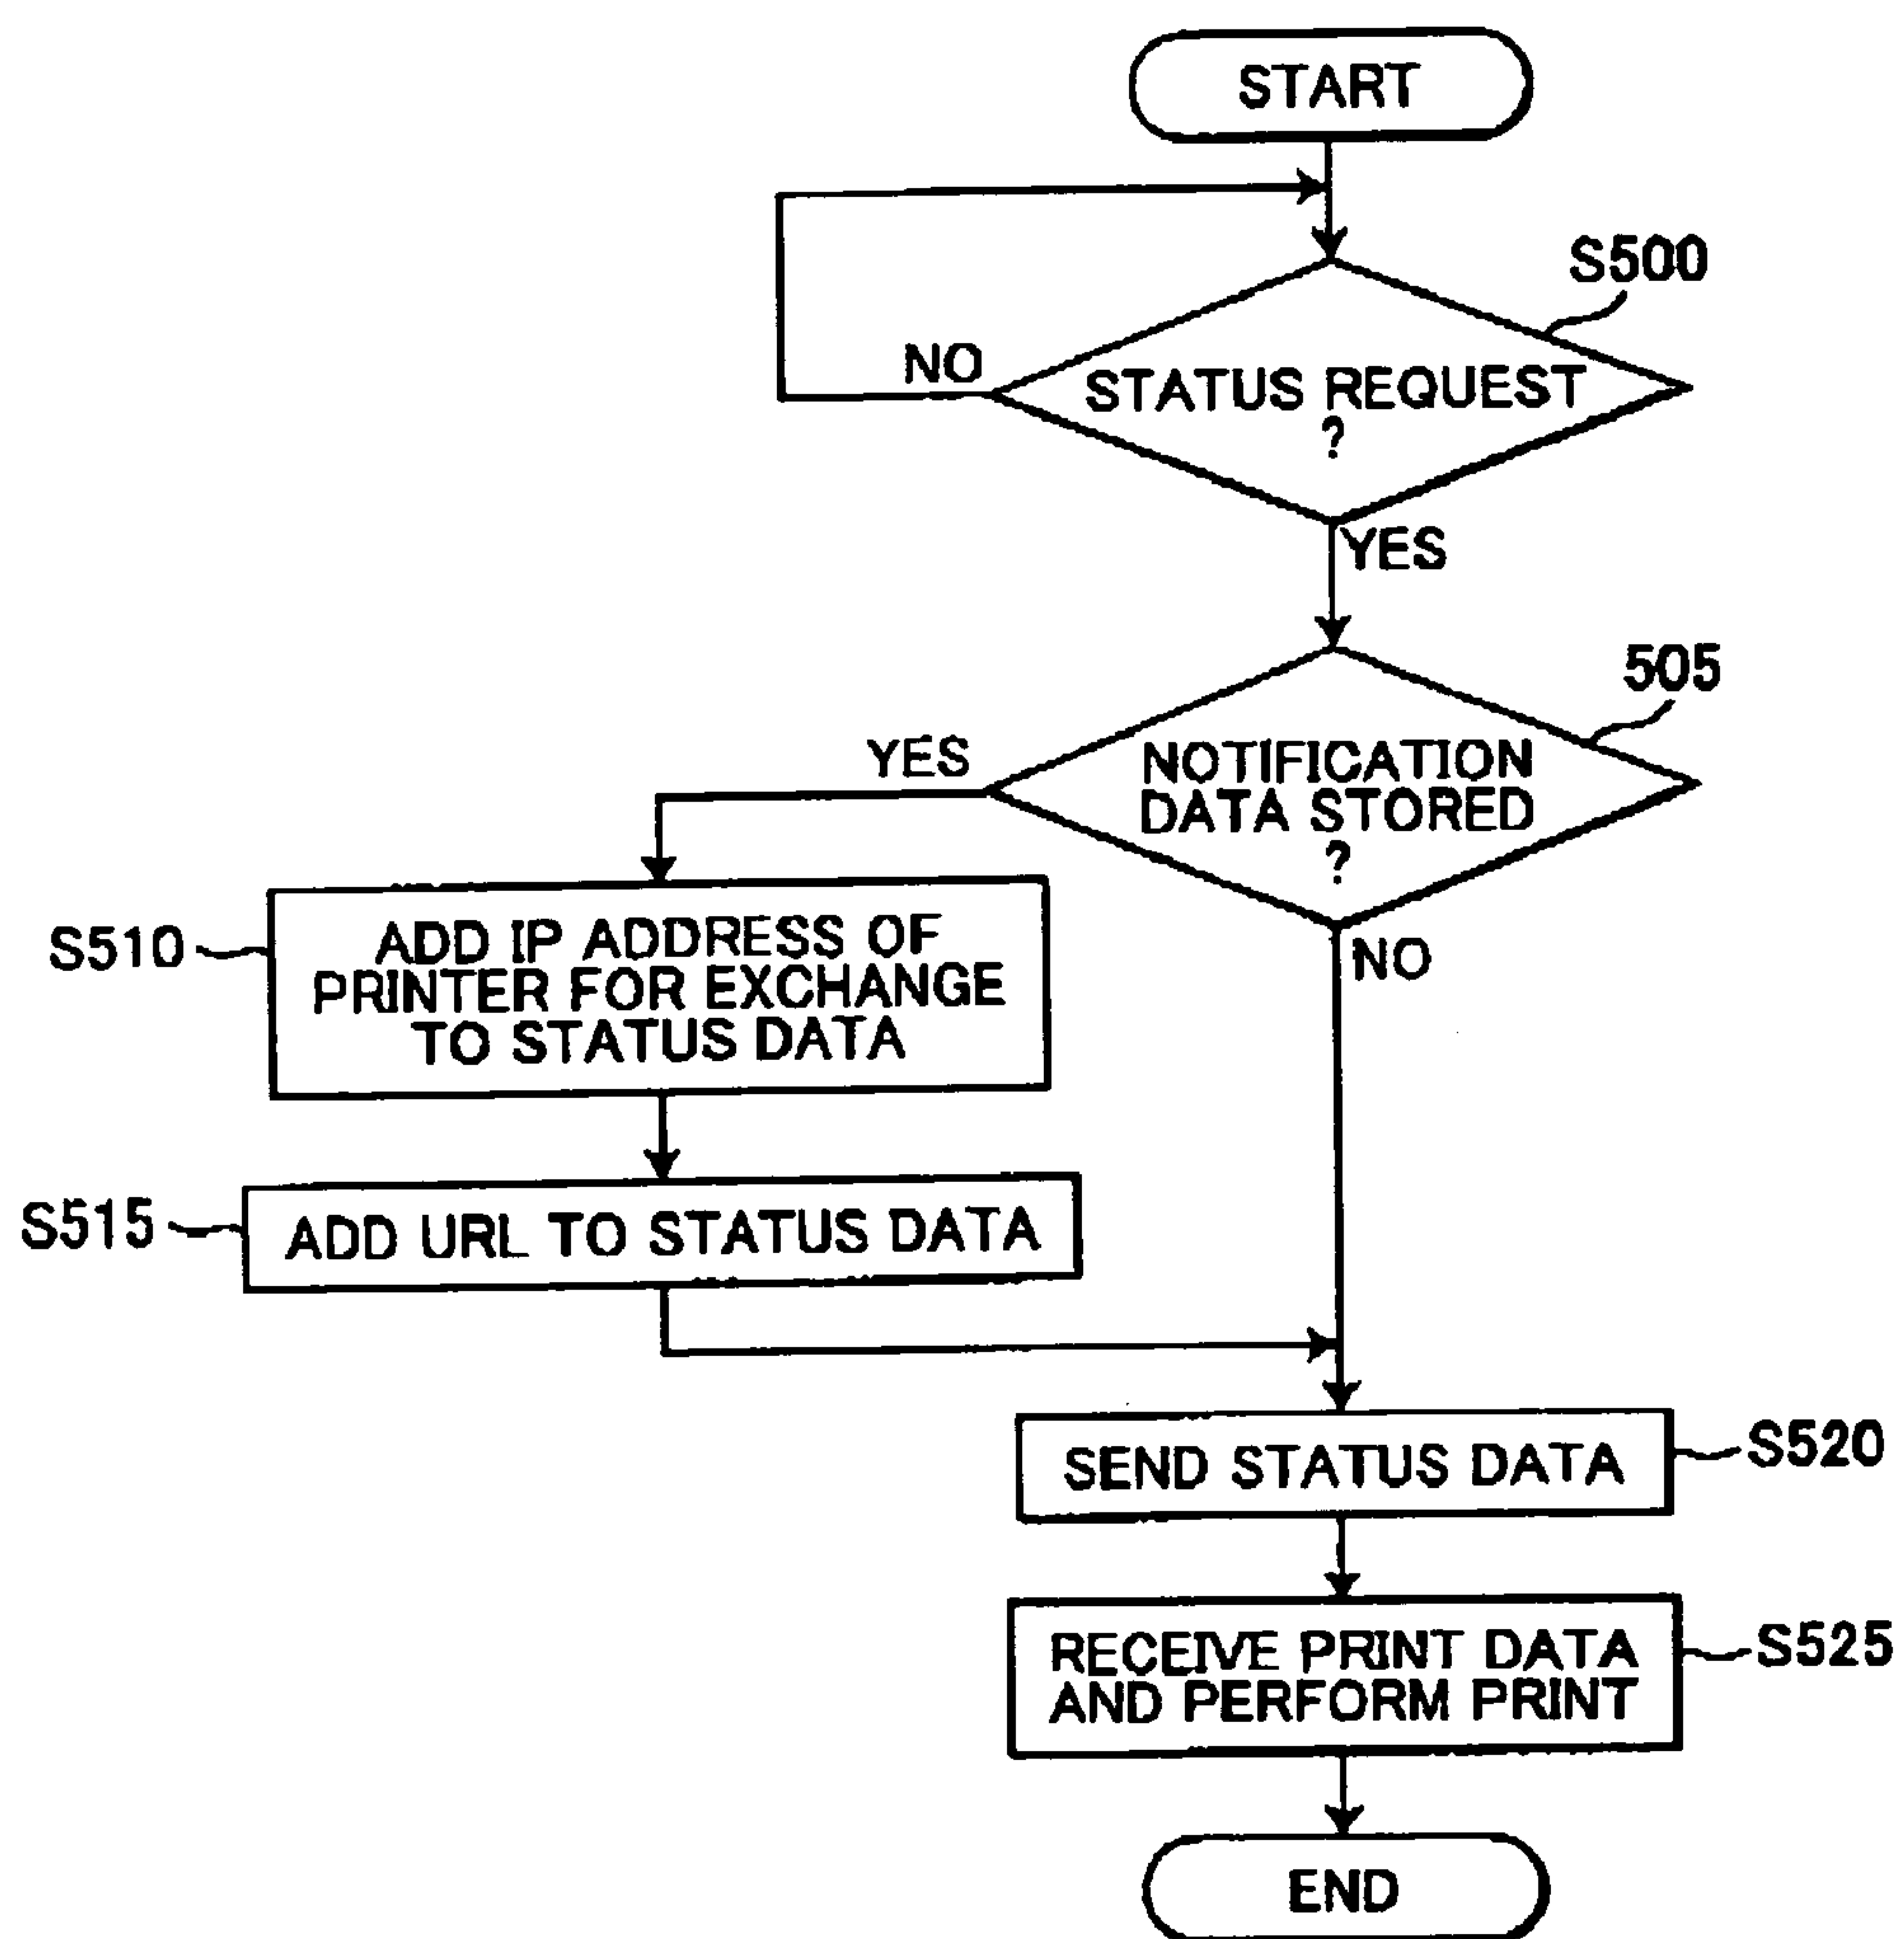 START
S500
NO
STATUS REQUEST
?
YES
505
YES
NOTIFICATION
DATA STORED
?
NO
S510
ADD IP ADDRESS OF
PRINTER FOR EXCHANGE
TO STATUS DATA
S515
ADD URL TO STATUS DATA
SEND STATUS DATA
S520
RECEIVE PRINT DATA
AND PERFORM PRINT
S525
END